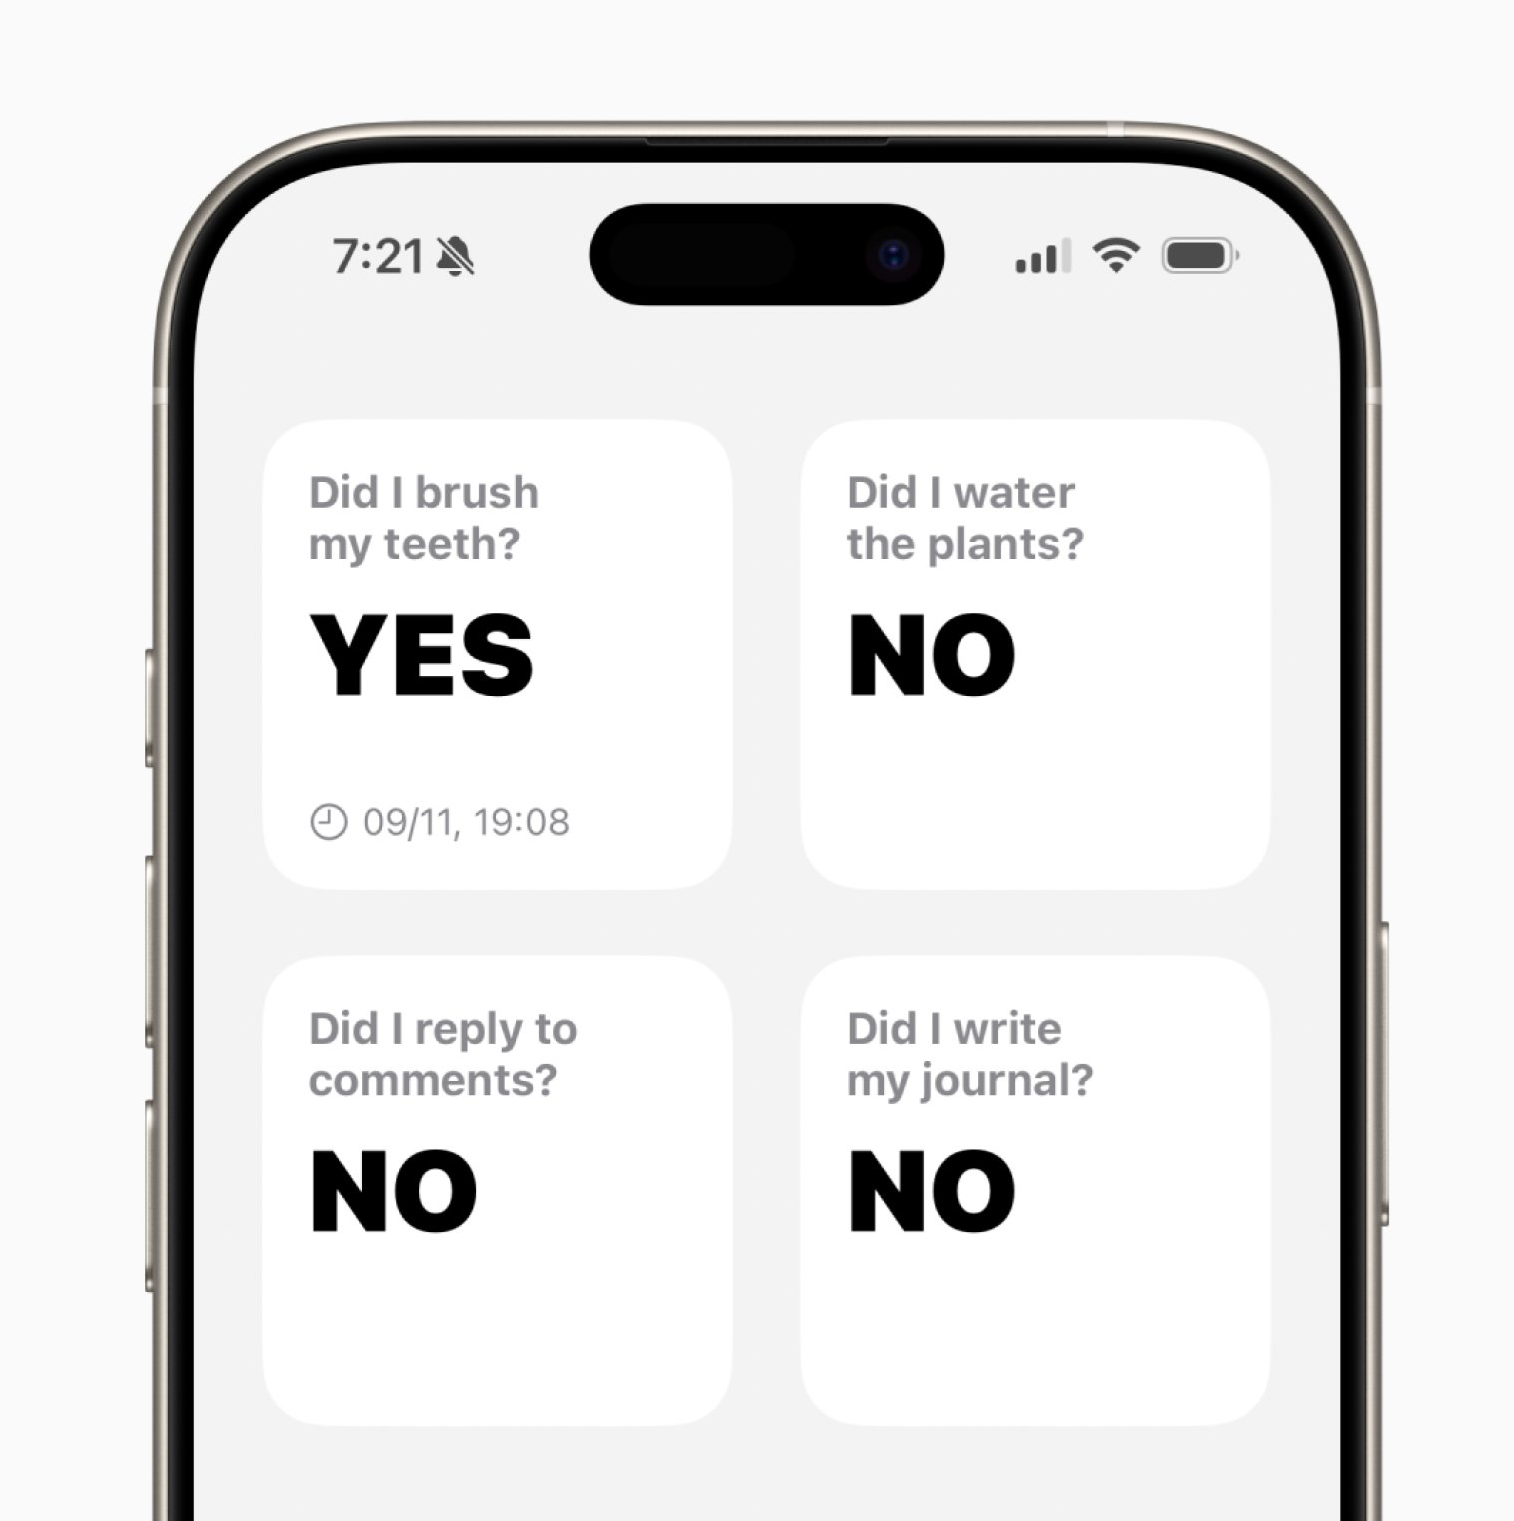 7:21
Did I brush
my teeth?
YES
09/11, 19:08
Did I water
the plants?
NO
Did I reply to
comments?
NO
Did I write
my journal?
NO